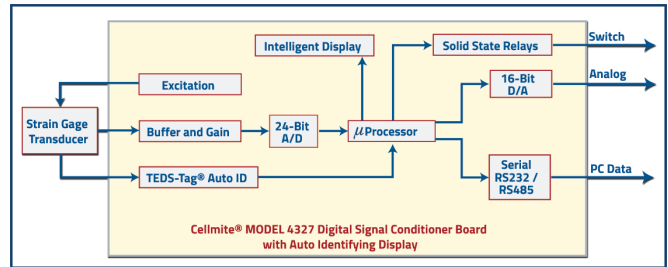 Intelligent Display
Solid State Relays
Switch
Excitation
16-Bit
D/A
Analog
Strain Gage
Transducer
Buffer and Gain
24-Bit
A/D
µProcessor
TEDS-Tag® Auto ID
Serial
RS232 /
RS485
PC Data
Cellmite® MODEL 4327 Digital Signal Conditioner Board
with Auto Identifying Display